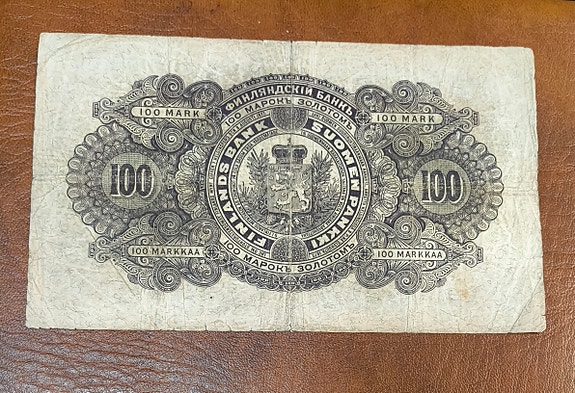 ФИНЛЯНДСКІЙ БАНКЪ
100 МАРОКЪ ЗОЛОТОМЪ
100 MARK
100 MARK
FINLANDS BANK
SUOMEN PANKKI
100
100
100 MARKKAA
100 MARKKAA
100 МАРОКЪ ЗОЛОТОМЪ